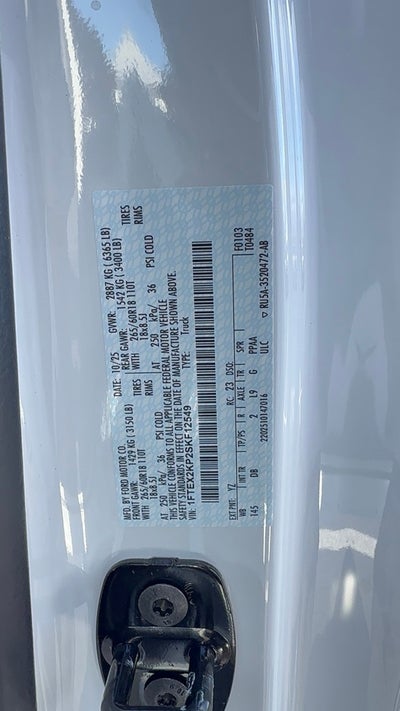 MFD. BY FORD MOTOR CO.
DATE: 10/25
GVWR: 2887 KG ( 6365 LB)
FRONT GAWR: 1429 KG ( 3150 LB)
REAR GAWR: 1542 KG ( 3400 LB)
WITH 265/60R18 110T TIRES
WITH 265/60R18 110T TIRES
18x8.5J RIMS
18x8.5J RIMS
AT 250 kPa/ 36 PSI COLD
AT 250 kPa/ 36 PSI COLD
THIS VEHICLE CONFORMS TO ALL APPLICABLE FEDERAL MOTOR VEHICLE
SAFETY STANDARDS IN EFFECT ON THE DATE OF MANUFACTURE SHOWN ABOVE.
VIN: 1FTEX2KP2SKF12549
TYPE: Truck
F0103
T0484
EXT PNT: YZ RC: 23 DSO:
WB INT TR TP/PS R AXLE TR SPR
145 DB 2 L9 G PPAA
ULC
2202510147016
▽ RU5A-3520472-AB